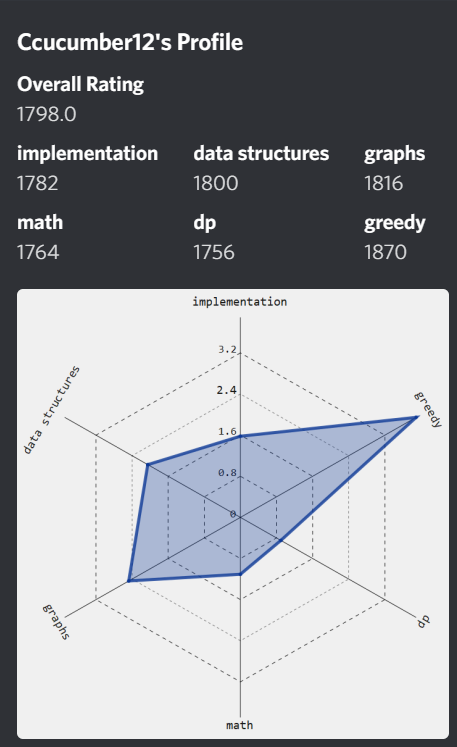 Ccucumber12's Profile
Overall Rating
1798.0
implementation data structures graphs
1782 1800 1816
math dp greedy
1764 1756 1870
implementation
3.2
2.4
1.6
0.8
0
data structures
greedy
graphs
dp
math